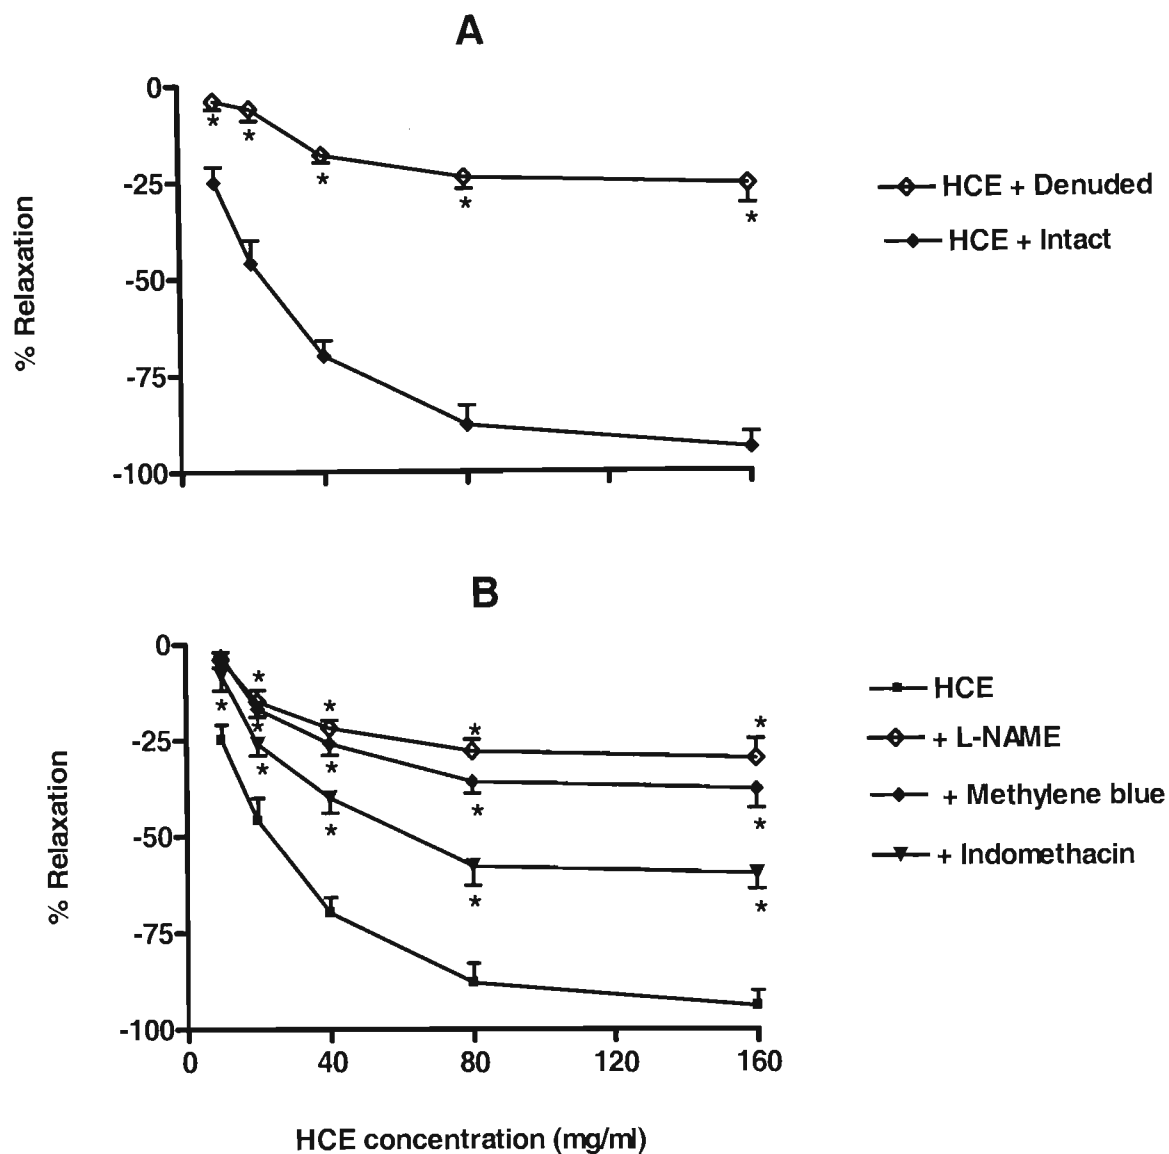 A
0
-25
-50
-75
-100
% Relaxation
HCE + Denuded
HCE + Intact
* * * * *
B
0
-25
-50
-75
-100
% Relaxation
0 40 80 120 160
HCE concentration (mg/ml)
HCE
+ L-NAME
+ Methylene blue
+ Indomethacin